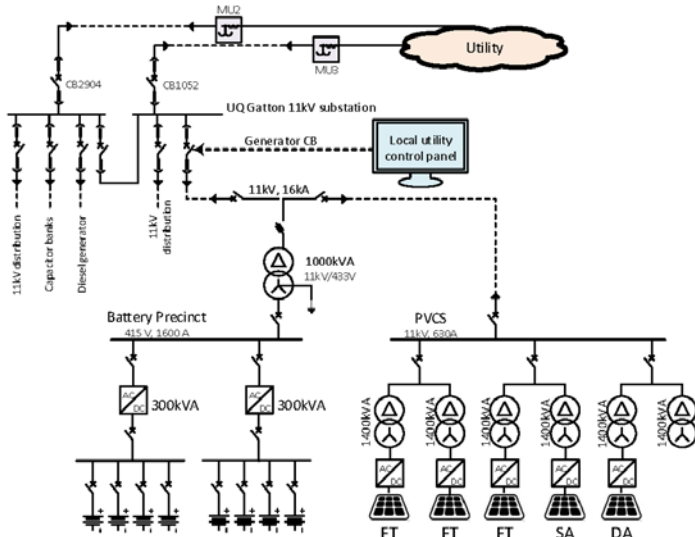 MU2
Utility
MU3
CB2904
CB1052
UQ Gatton 11kV substation
Generator CB
Local utility
control panel
11kV, 16kA
11kV distribution
Capacitor banks
Diesel generator
11kV
distribution
1000kVA
11kV/433V
Battery Precinct
415 V, 1600 A
PVCS
11kV, 630A
AC
DC
300kVA
AC
DC
300kVA
1400kVA
1400kVA
1400kVA
1400kVA
1400kVA
1400kVA
AC
DC
AC
DC
AC
DC
AC
DC
AC
DC
FT
FT
FT
SA
DA